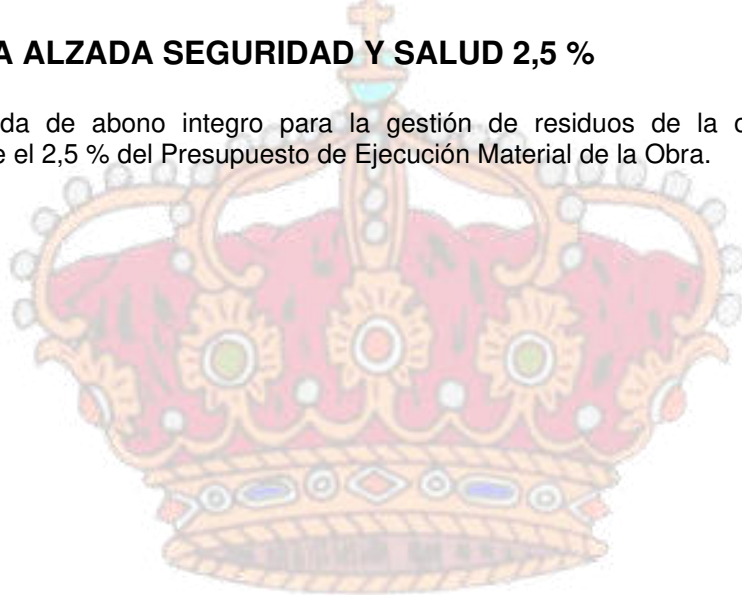 A ALZADA SEGURIDAD Y SALUD 2,5 %
da de abono integro para la gestión de residuos de la
e el 2,5 % del Presupuesto de Ejecución Material de la Obra.